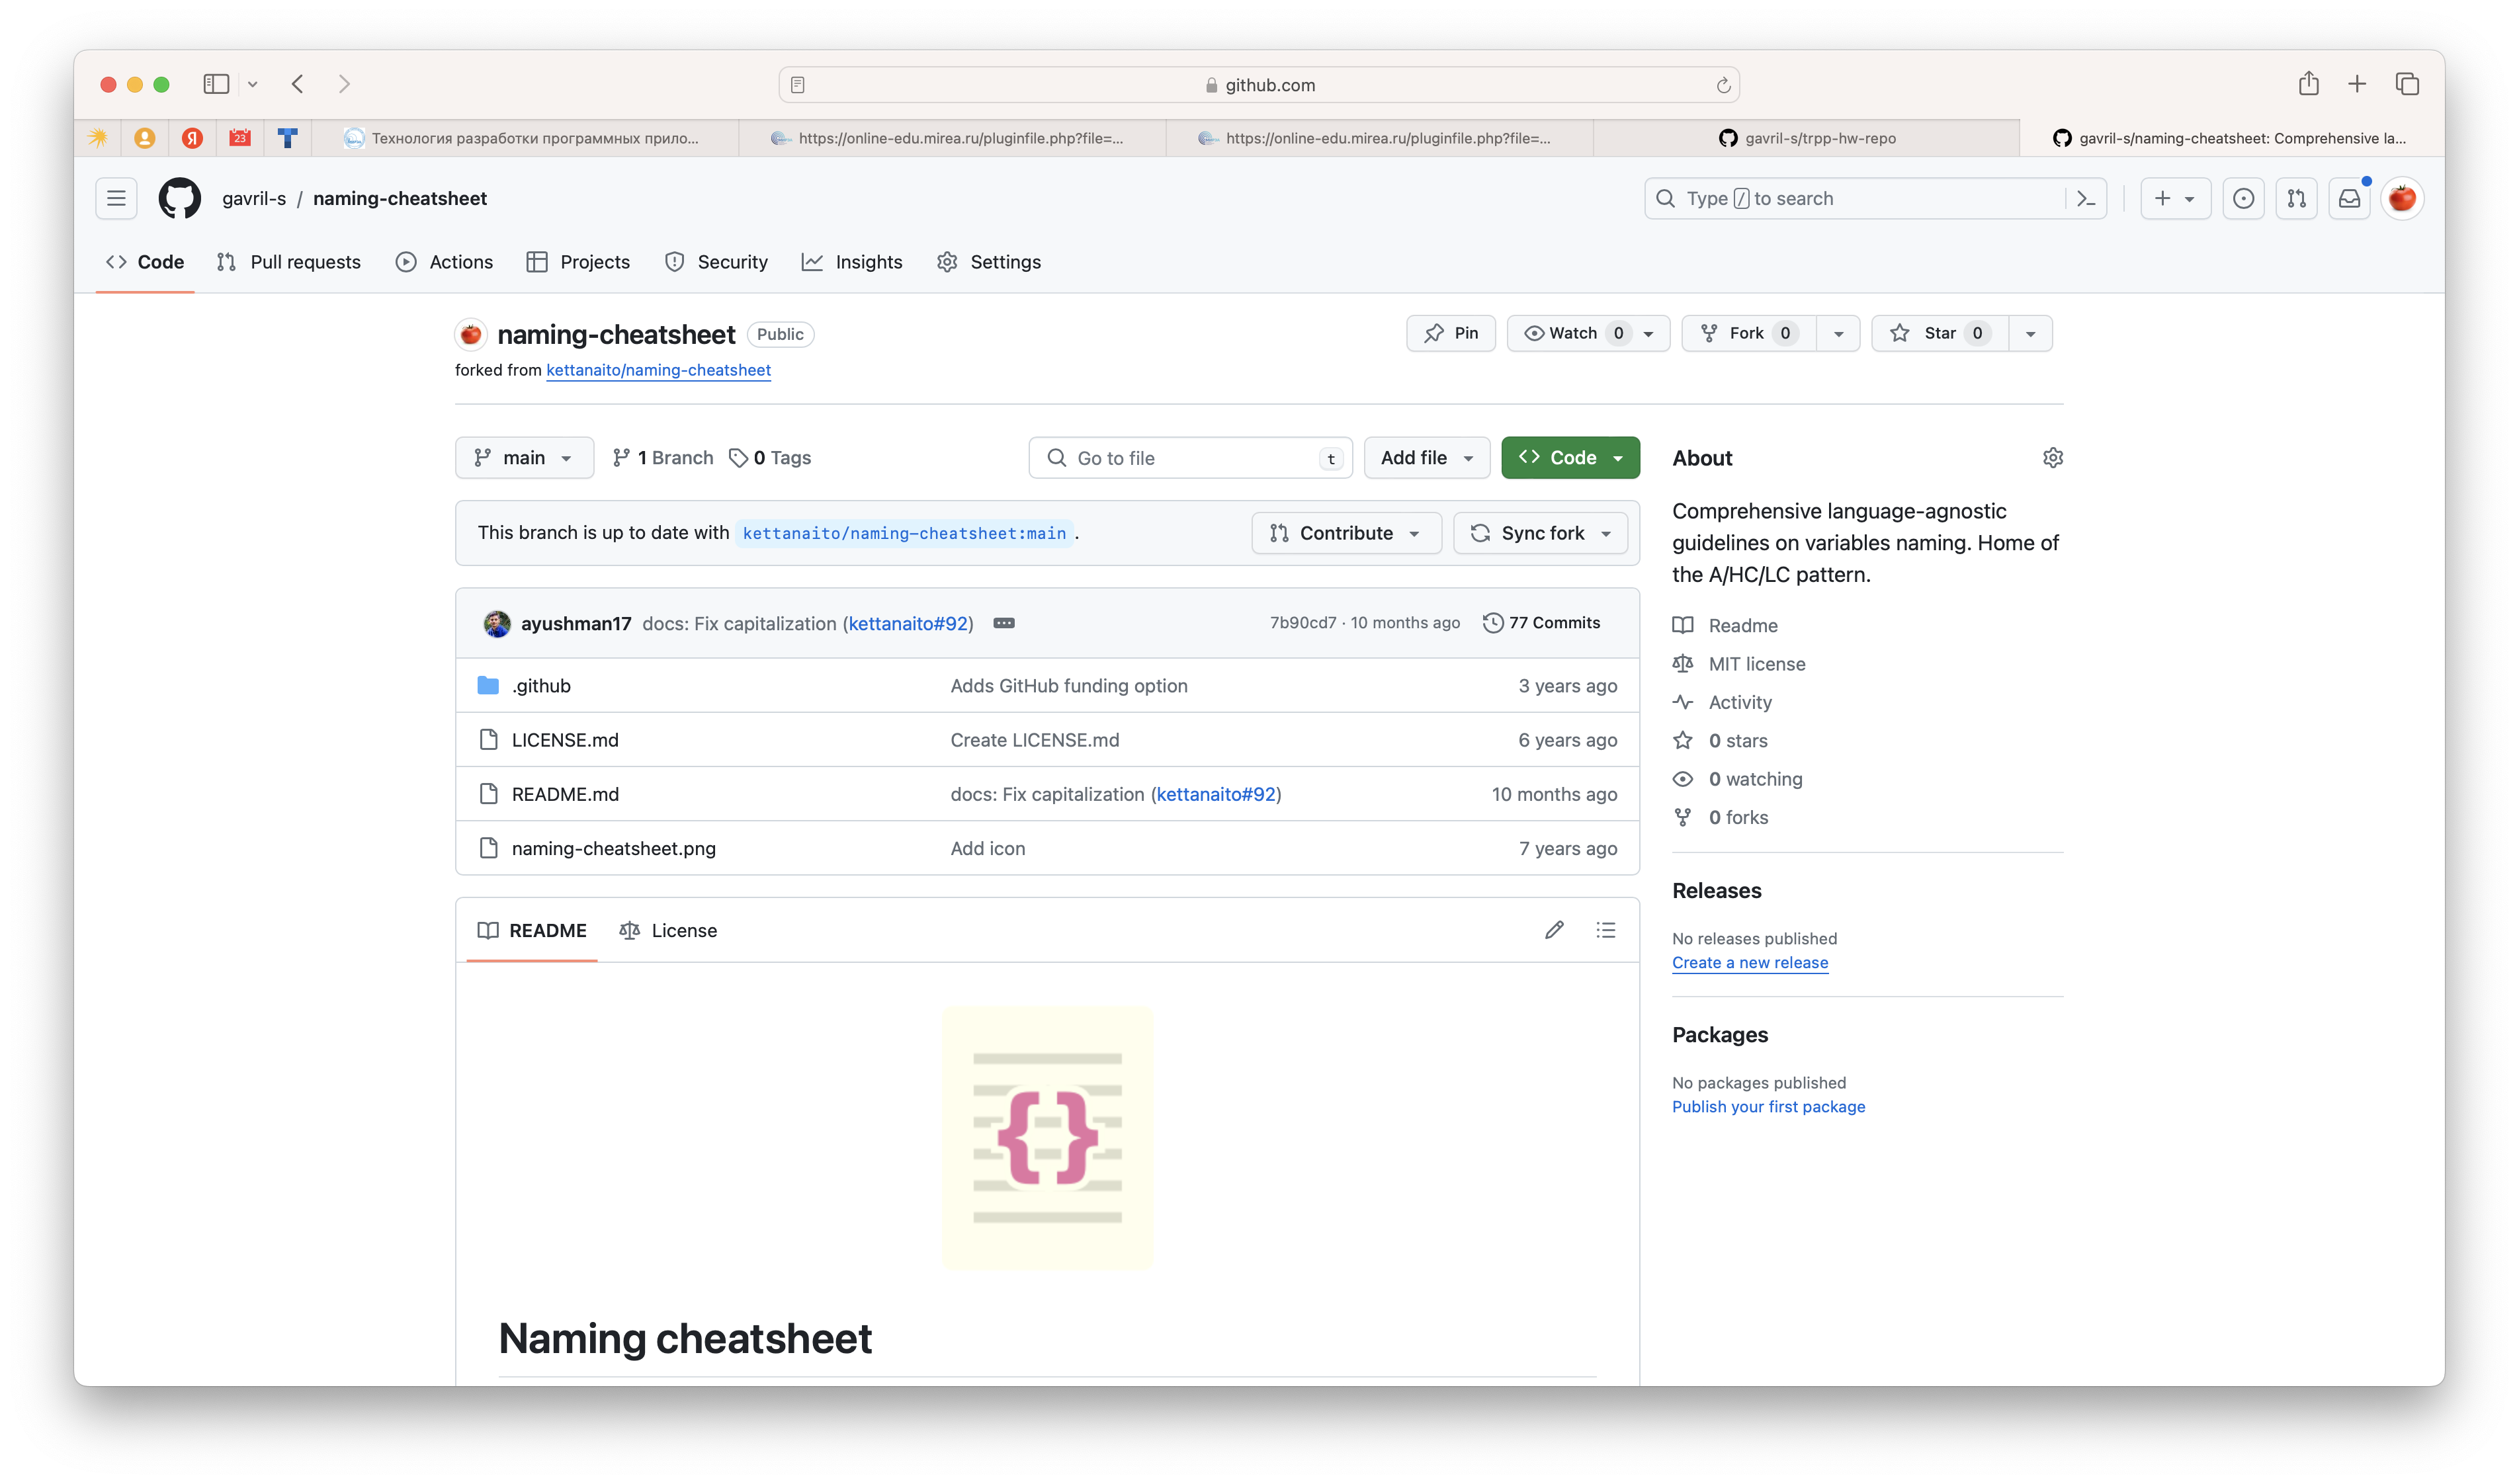 github.com
Я
23
Технология разработки программных прило...
https://online-edu.mirea.ru/pluginfile.php?file=...
https://online-edu.mirea.ru/pluginfile.php?file=...
gavril-s/trpp-hw-repo
gavril-s/naming-cheatsheet: Comprehensive la...
gavril-s / naming-cheatsheet
Type / to search
Code
Pull requests
Actions
Projects
Security
Insights
Settings
naming-cheatsheet Public
Pin
Watch 0
Fork 0
Star 0
forked from kettanaito/naming-cheatsheet
main
1 Branch
0 Tags
Go to file t
Add file
Code
This branch is up to date with kettanaito/naming-cheatsheet:main .
Contribute
Sync fork
ayushman17 docs: Fix capitalization (kettanaito#92)
7b90cd7 · 10 months ago
77 Commits
.github Adds GitHub funding option 3 years ago
LICENSE.md Create LICENSE.md 6 years ago
README.md docs: Fix capitalization (kettanaito#92) 10 months ago
naming-cheatsheet.png Add icon 7 years ago
README
License
{}
Naming cheatsheet
About
Comprehensive language-agnostic
guidelines on variables naming. Home of
the A/HC/LC pattern.
Readme
MIT license
Activity
0 stars
0 watching
0 forks
Releases
No releases published
Create a new release
Packages
No packages published
Publish your first package